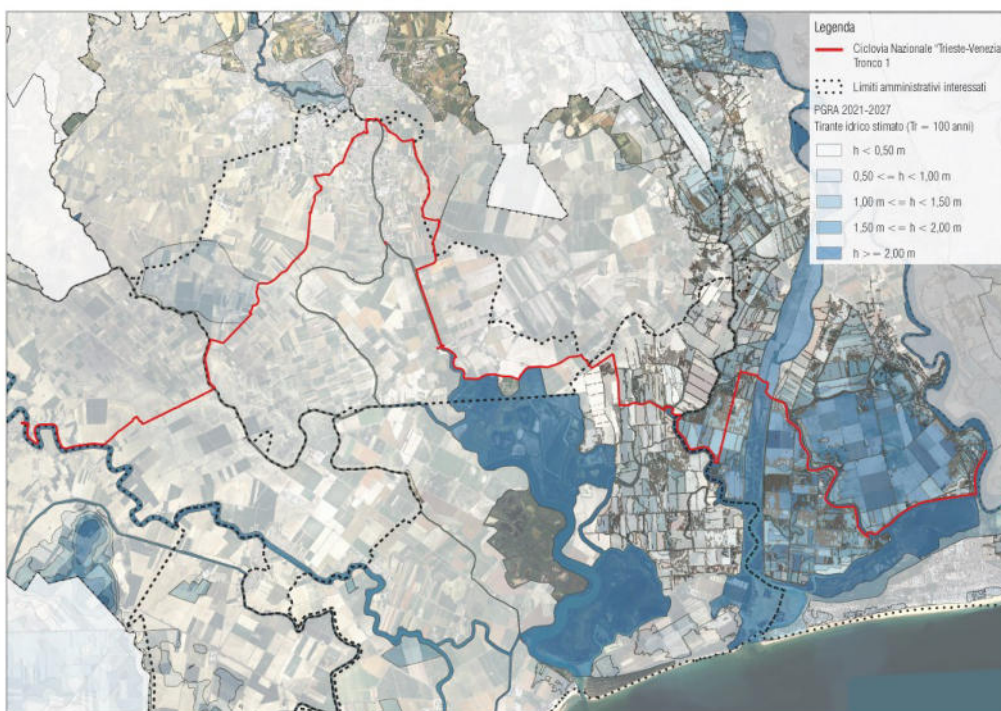 Legenda
Ciclovia Nazionale "Trieste-Venezia
Tronco 1
Limiti amministrativi interessati
PGRA 2021-2027
Tirante idrico stimato (Tr = 100 anni)
h < 0,50 m
0,50 <= h < 1,00 m
1,00 m <= h < 1,50 m
1,50 m <= h < 2,00 m
h >= 2,00 m